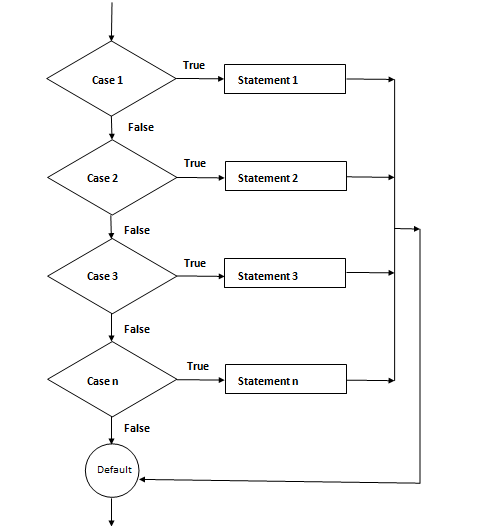 True
Case 1
Statement 1
False
True
Case 2
Statement 2
False
True
Case 3
Statement 3
False
True
Case n
Statement n
False
Default